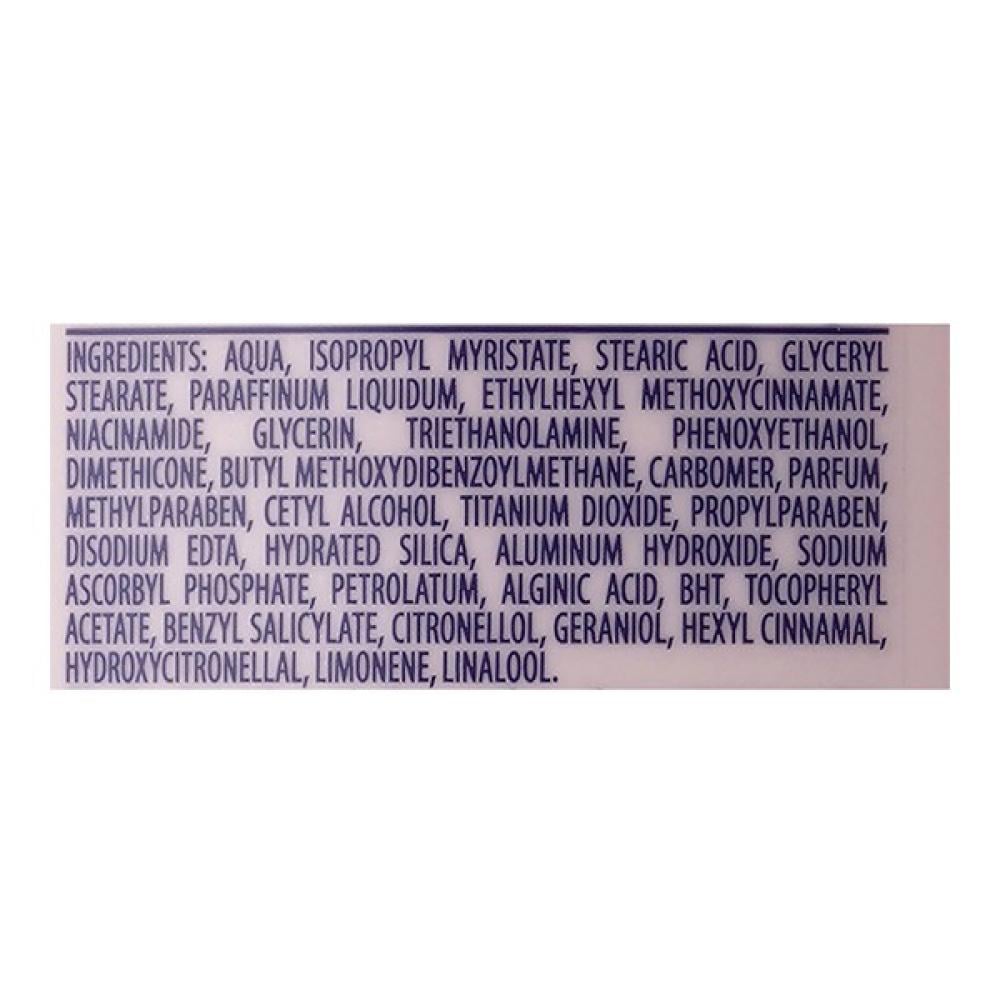 INGREDIENTS: AQUA, ISOPROPYL MYRISTATE, STEARIC ACID, GLYCERYL
STEARATE, PARAFFINUM LIQUIDUM, ETHYLHEXYL METHOXYCINNAMATE,
NIACINAMIDE, GLYCERIN, TRIETHANOLAMINE, PHENOXYETHANOL,
DIMETHICONE, BUTYL METHOXYDIBENZOYLMETHANE, CARBOMER, PARFUM,
METHYLPARABEN, CETYL ALCOHOL, TITANIUM DIOXIDE, PROPYLPARABEN,
DISODIUM EDTA, HYDRATED SILICA, ALUMINUM HYDROXIDE, SODIUM
ASCORBYL PHOSPHATE, PETROLATUM, ALGINIC ACID, BHT, TOCOPHERYL
ACETATE, BENZYL SALICYLATE, CITRONELLOL, GERANIOL, HEXYL CINNAMAL,
HYDROXYCITRONELLAL, LIMONENE, LINALOOL.